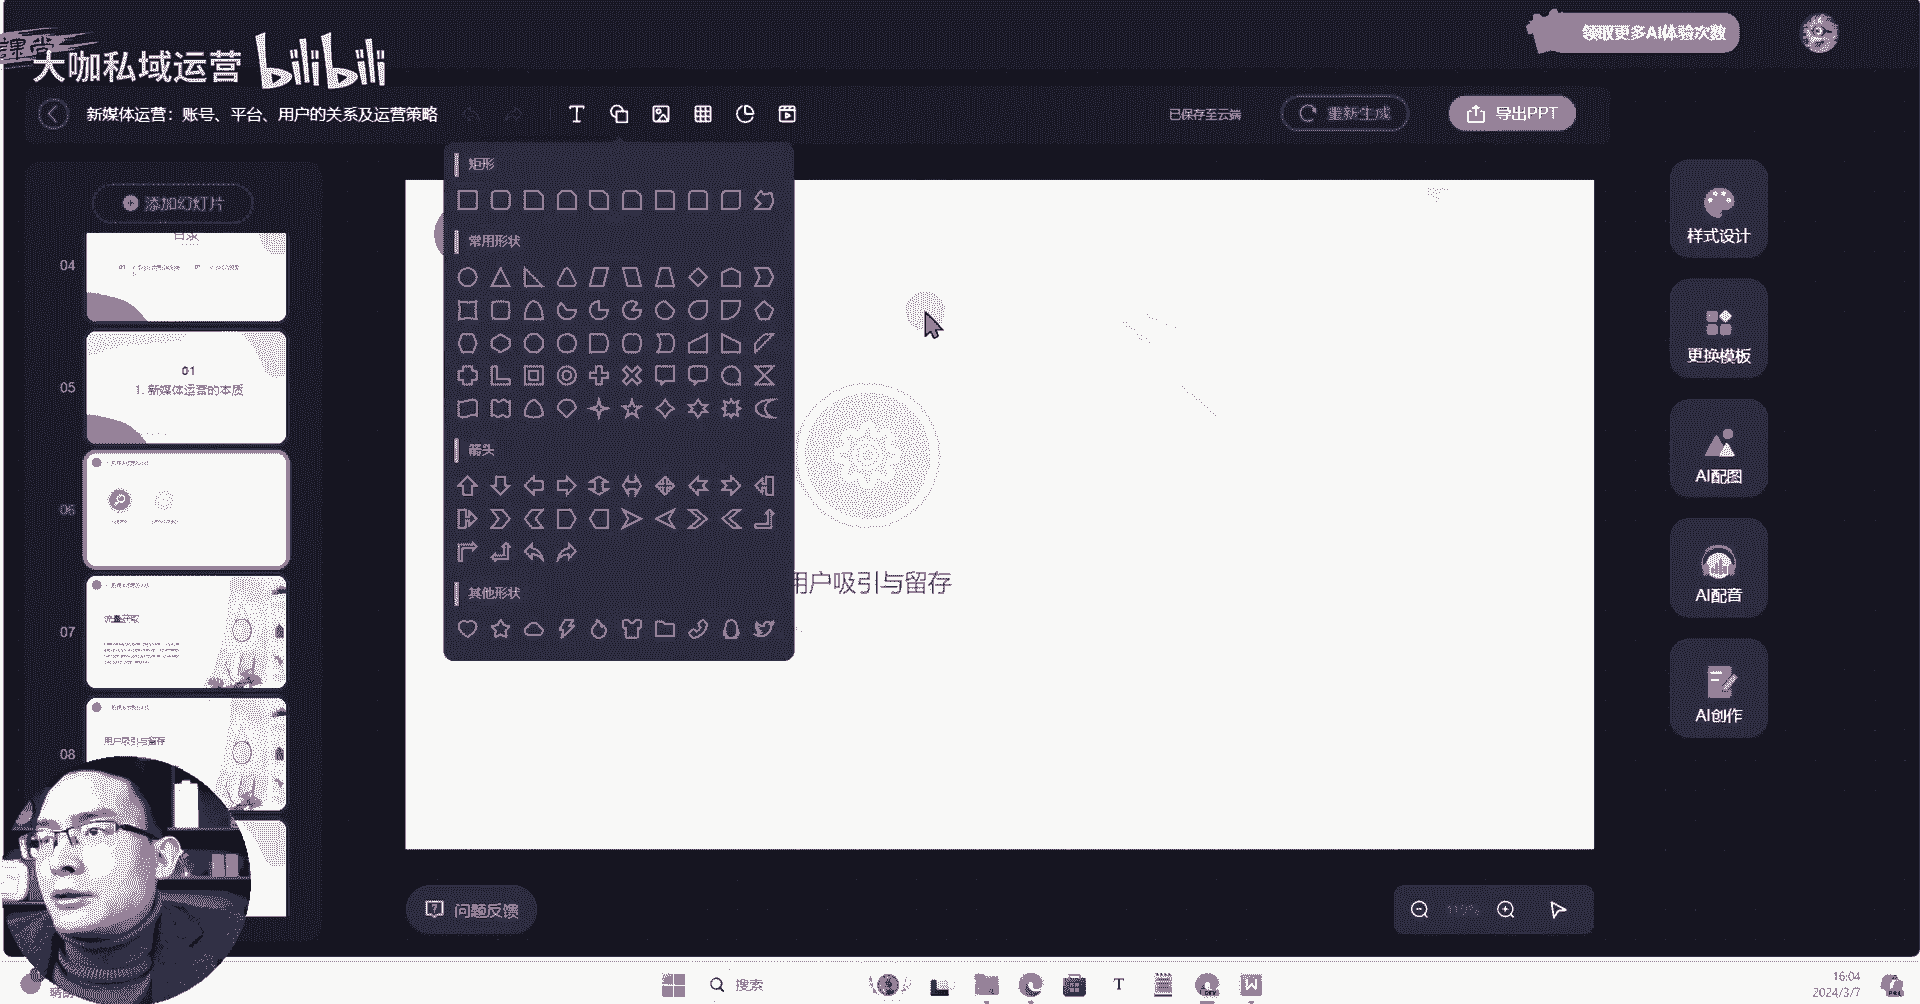 课堂
大咖私域运营 bilibili
领取更多AI体验次数
新媒体运营：账号、平台、用户的关系及运营策略
T
已保存至云端
重新生成
导出PPT
添加幻灯片
04
目录
05
01
1. 新媒体运营的本质
06
07
流量获取
08
用户吸引与留存
矩形
常用形状
箭头
其他形状
用户吸引与留存
样式设计
更换模板
AI配图
AI配音
AI创作
问题反馈
搜索
T
W
16:04
2024/3/7